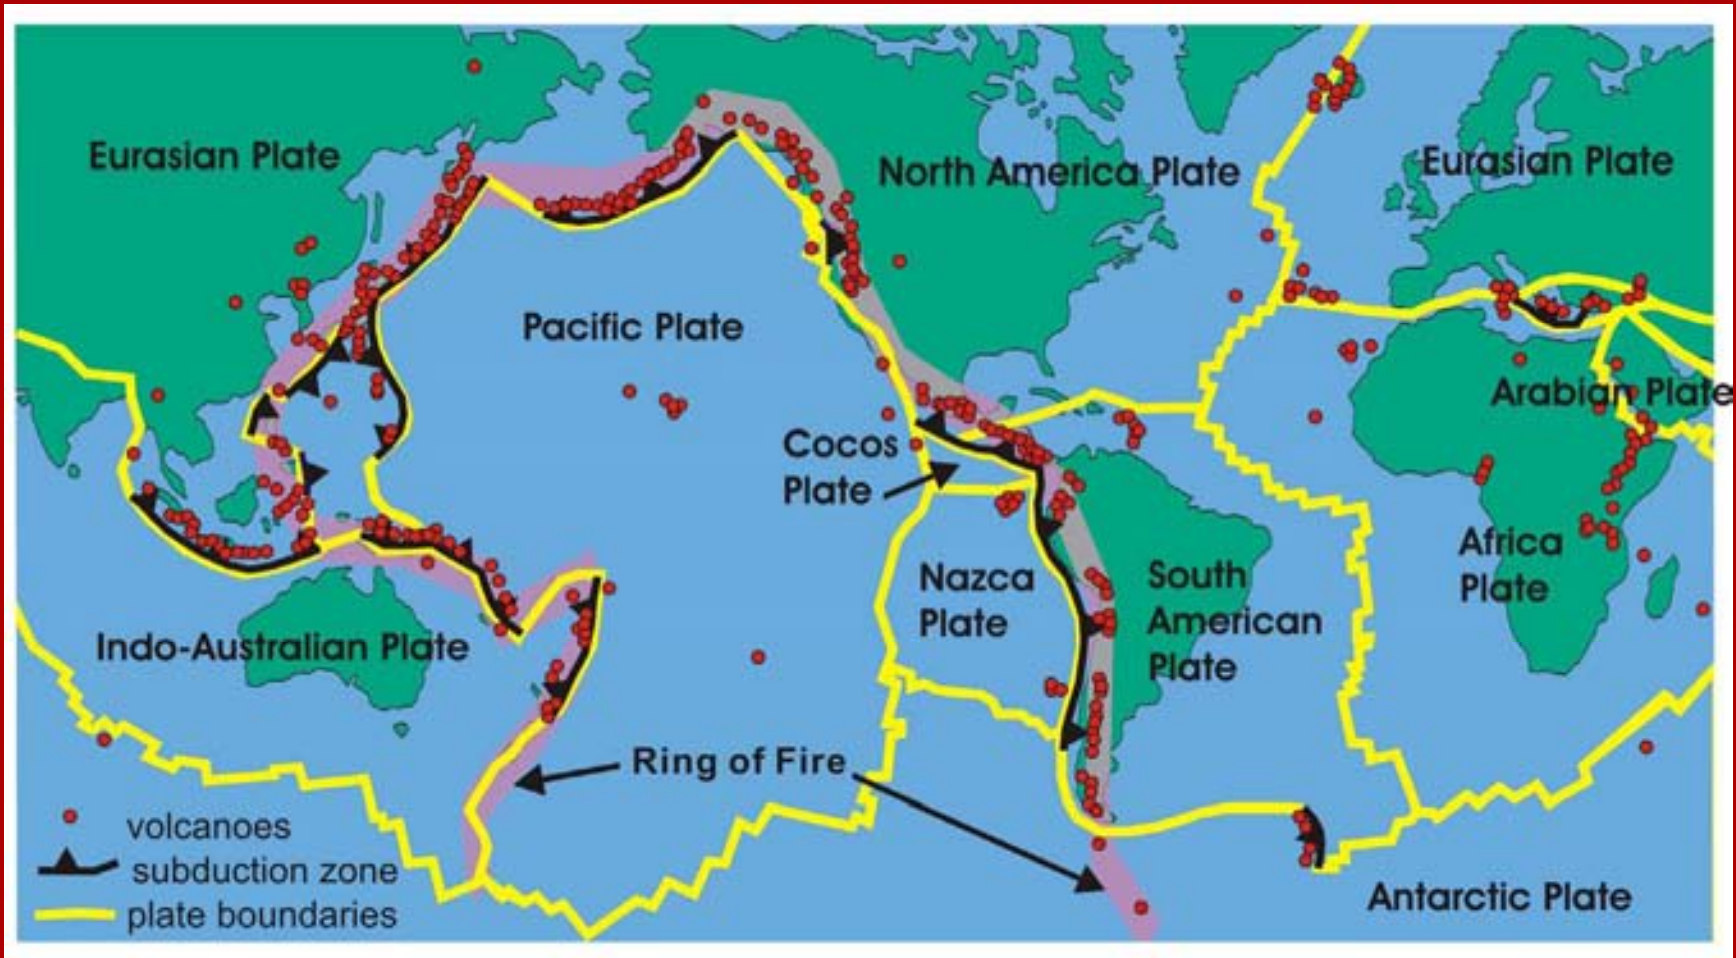 Eurasian Plate
North America Plate
Eurasian Plate
Pacific Plate
Arabian Plate
Cocos
Plate
Africa
Plate
Nazca
Plate
South
American
Plate
Indo-Australian Plate
Ring of Fire
volcanoes
subduction zone
plate boundaries
Antarctic Plate